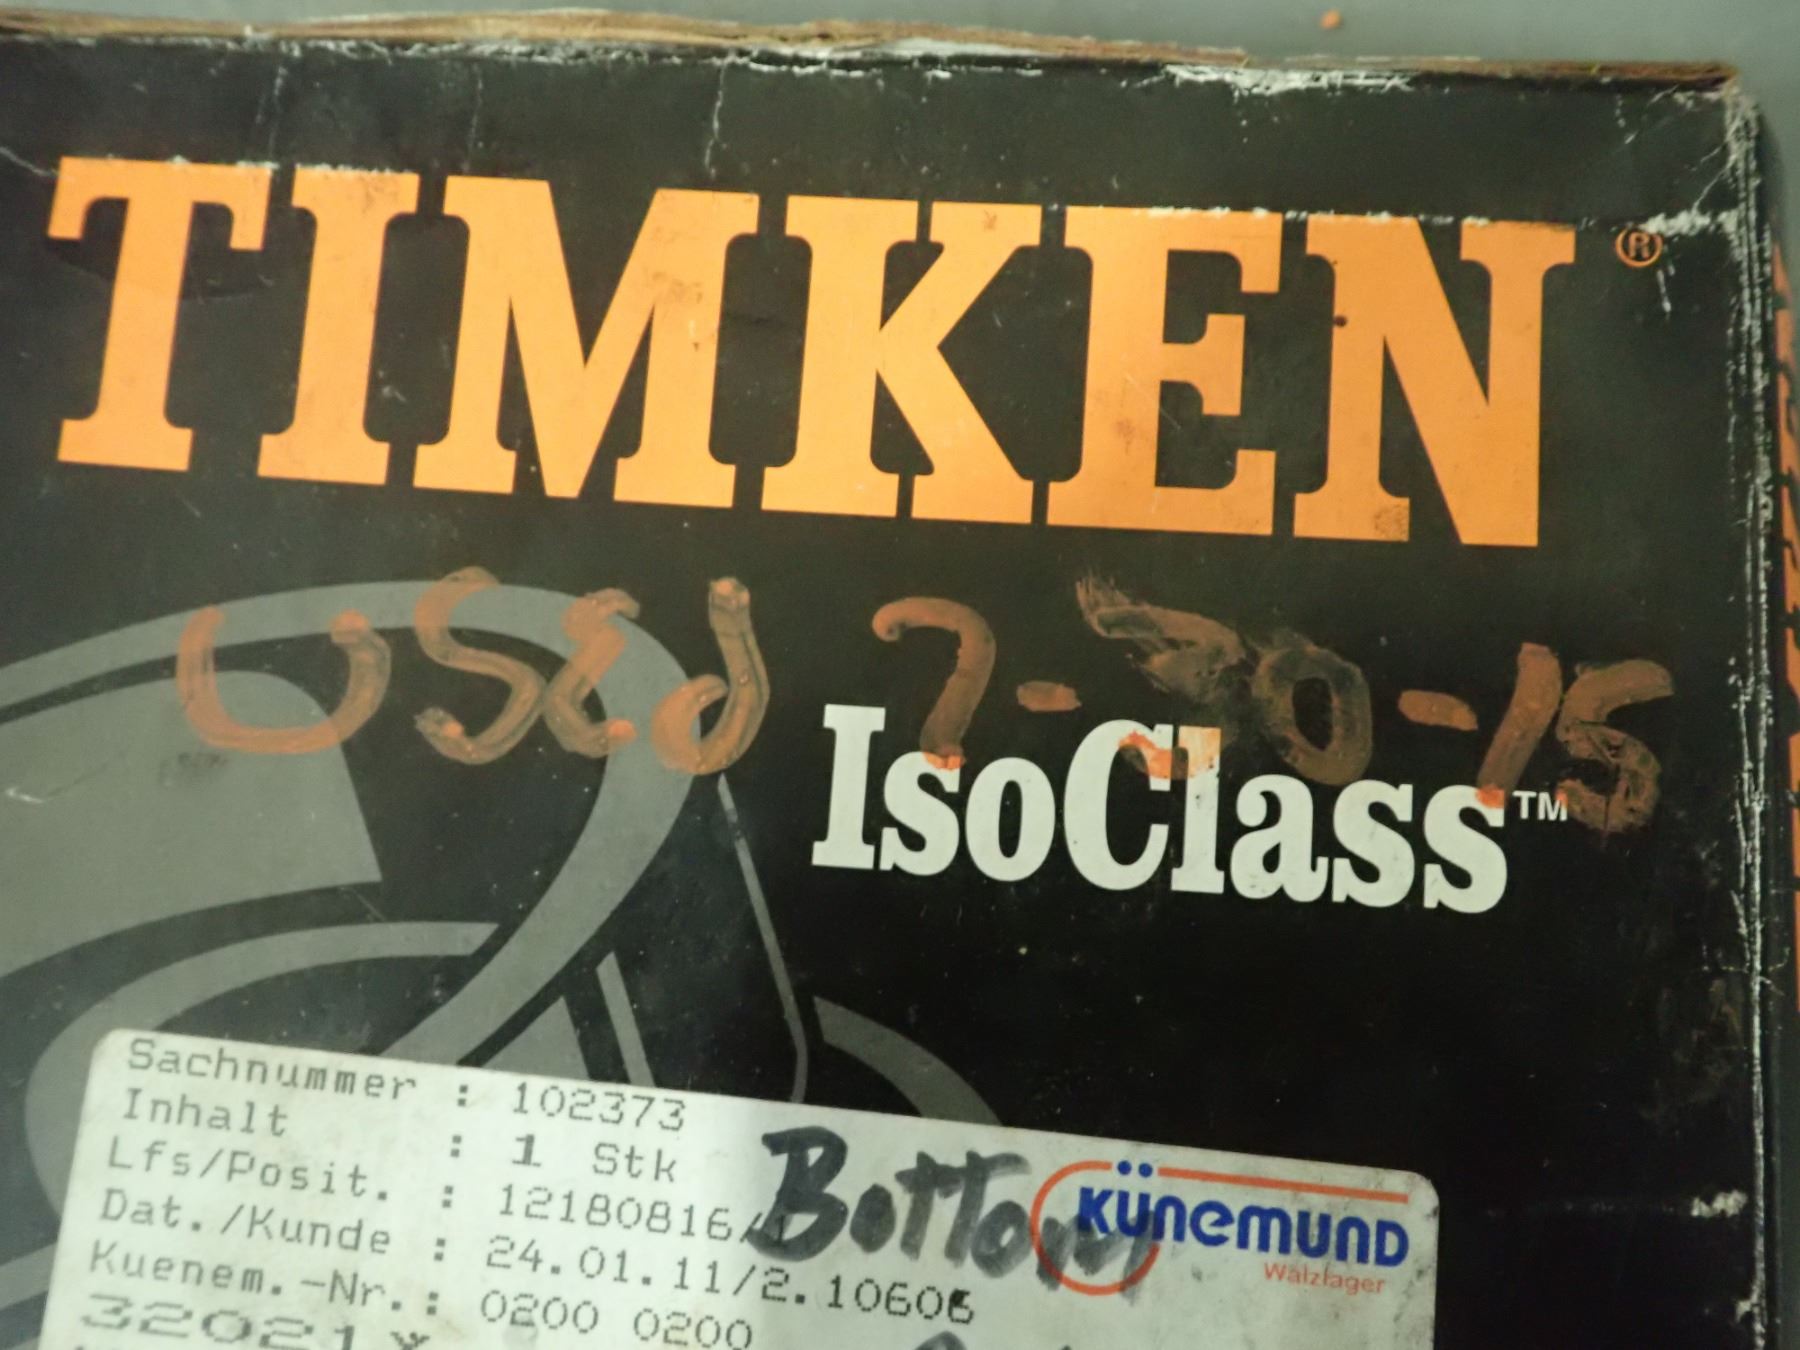 TIMKEN®
USEd 7-30-15
IsoClass™
Sachnummer : 102373
Inhalt : 1 Stk
Lfs/Posit. : 12180816/1
Bottom
KÜNEMUND
Wälzlager
Dat./Kunde : 24.01.11/2.10606
Kuenem.-Nr.: 0200 0200
32021X